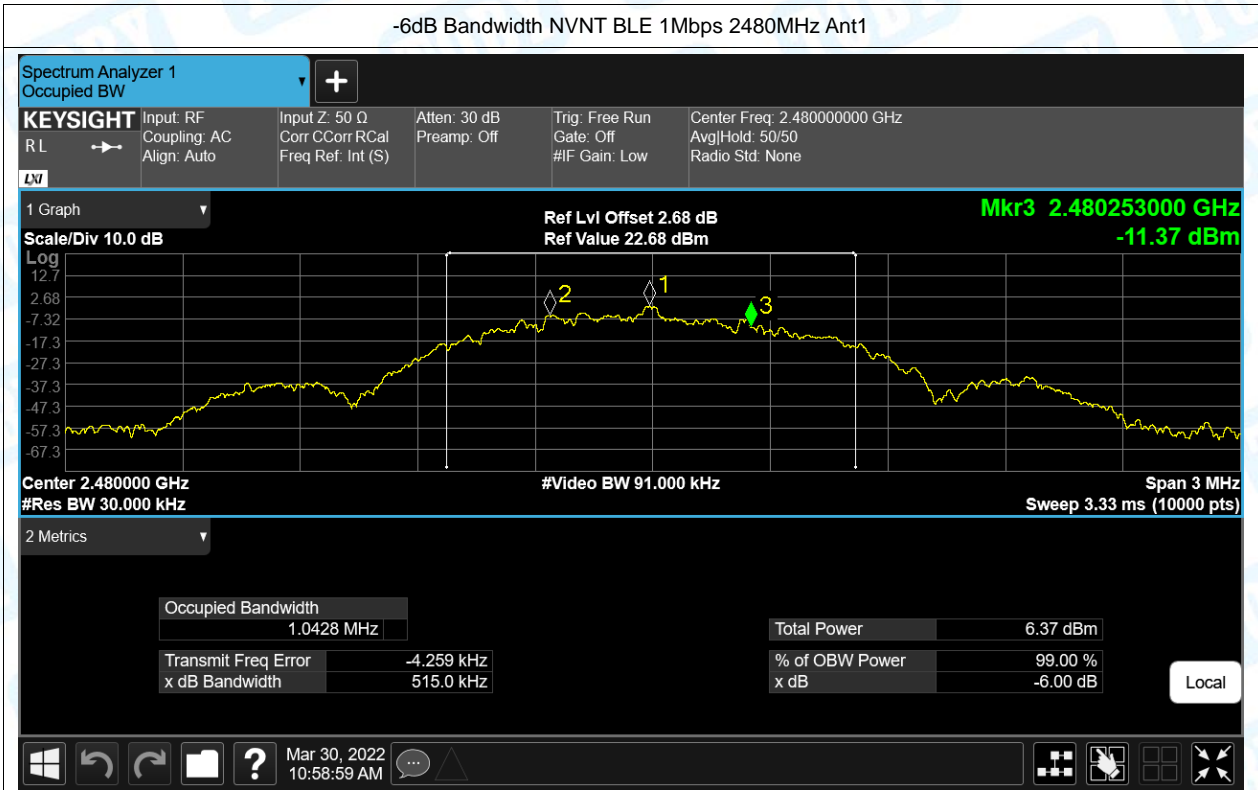 -6dB Bandwidth NVNT BLE 1Mbps 2480MHz Ant1
Spectrum Analyzer 1
Occupied BW
KEYSIGHT
RL
LXI
Input: RF
Coupling: AC
Align: Auto
Input Z: 50 Ω
Corr CCorr RCal
Freq Ref: Int (S)
Atten: 30 dB
Preamp: Off
Trig: Free Run
Gate: Off
#IF Gain: Low
Center Freq: 2.480000000 GHz
Avg|Hold: 50/50
Radio Std: None
1 Graph
Scale/Div 10.0 dB
Ref Lvl Offset 2.68 dB
Ref Value 22.68 dBm
Mkr3 2.480253000 GHz
-11.37 dBm
Log
12.7
2.68
-7.32
-17.3
-27.3
-37.3
-47.3
-57.3
-67.3
2
1
3
Center 2.480000 GHz
#Res BW 30.000 kHz
#Video BW 91.000 kHz
Span 3 MHz
Sweep 3.33 ms (10000 pts)
2 Metrics
Occupied Bandwidth
1.0428 MHz
Transmit Freq Error -4.259 kHz
x dB Bandwidth 515.0 kHz
Total Power 6.37 dBm
% of OBW Power 99.00 %
x dB -6.00 dB
Local
Mar 30, 2022
10:58:59 AM